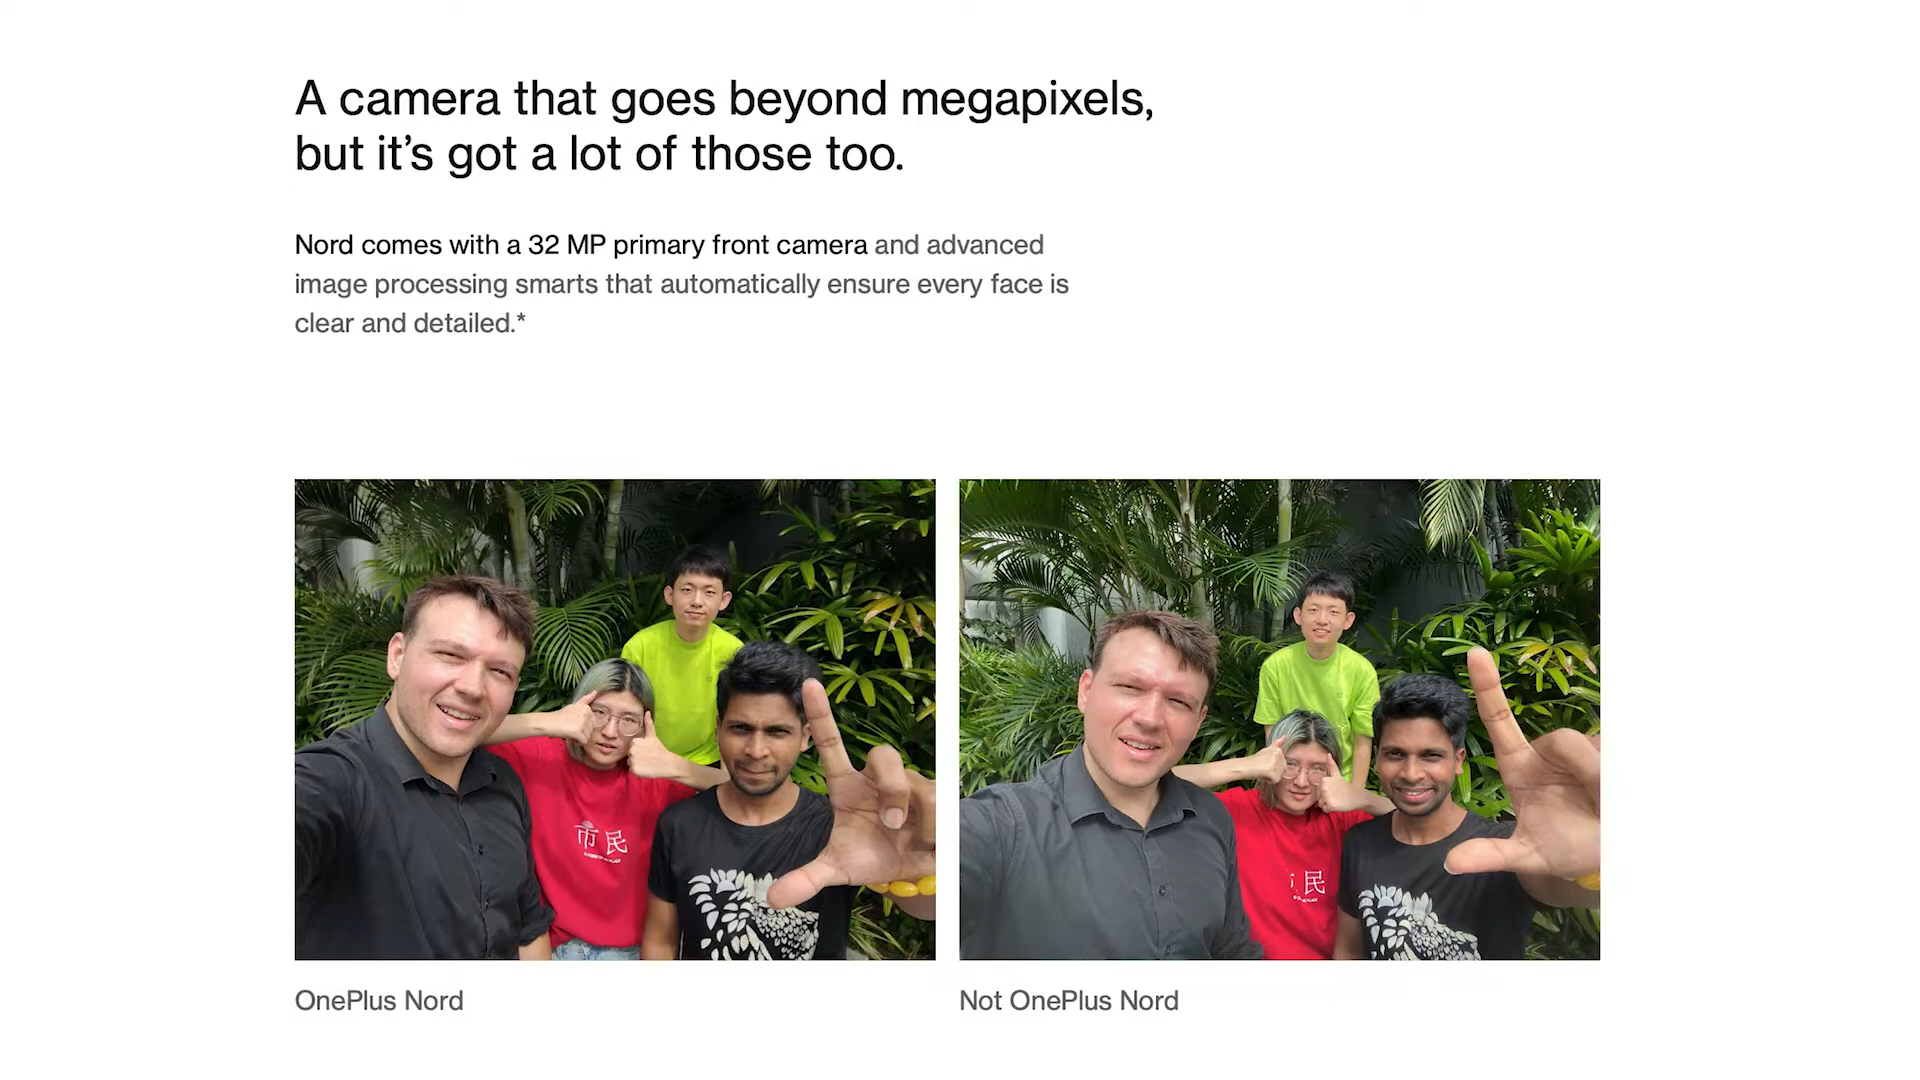 A camera that goes beyond megapixels,
but it’s got a lot of those too.
Nord comes with a 32 MP primary front camera and advanced
image processing smarts that automatically ensure every face is
clear and detailed.*
市民
民
OnePlus Nord
Not OnePlus Nord